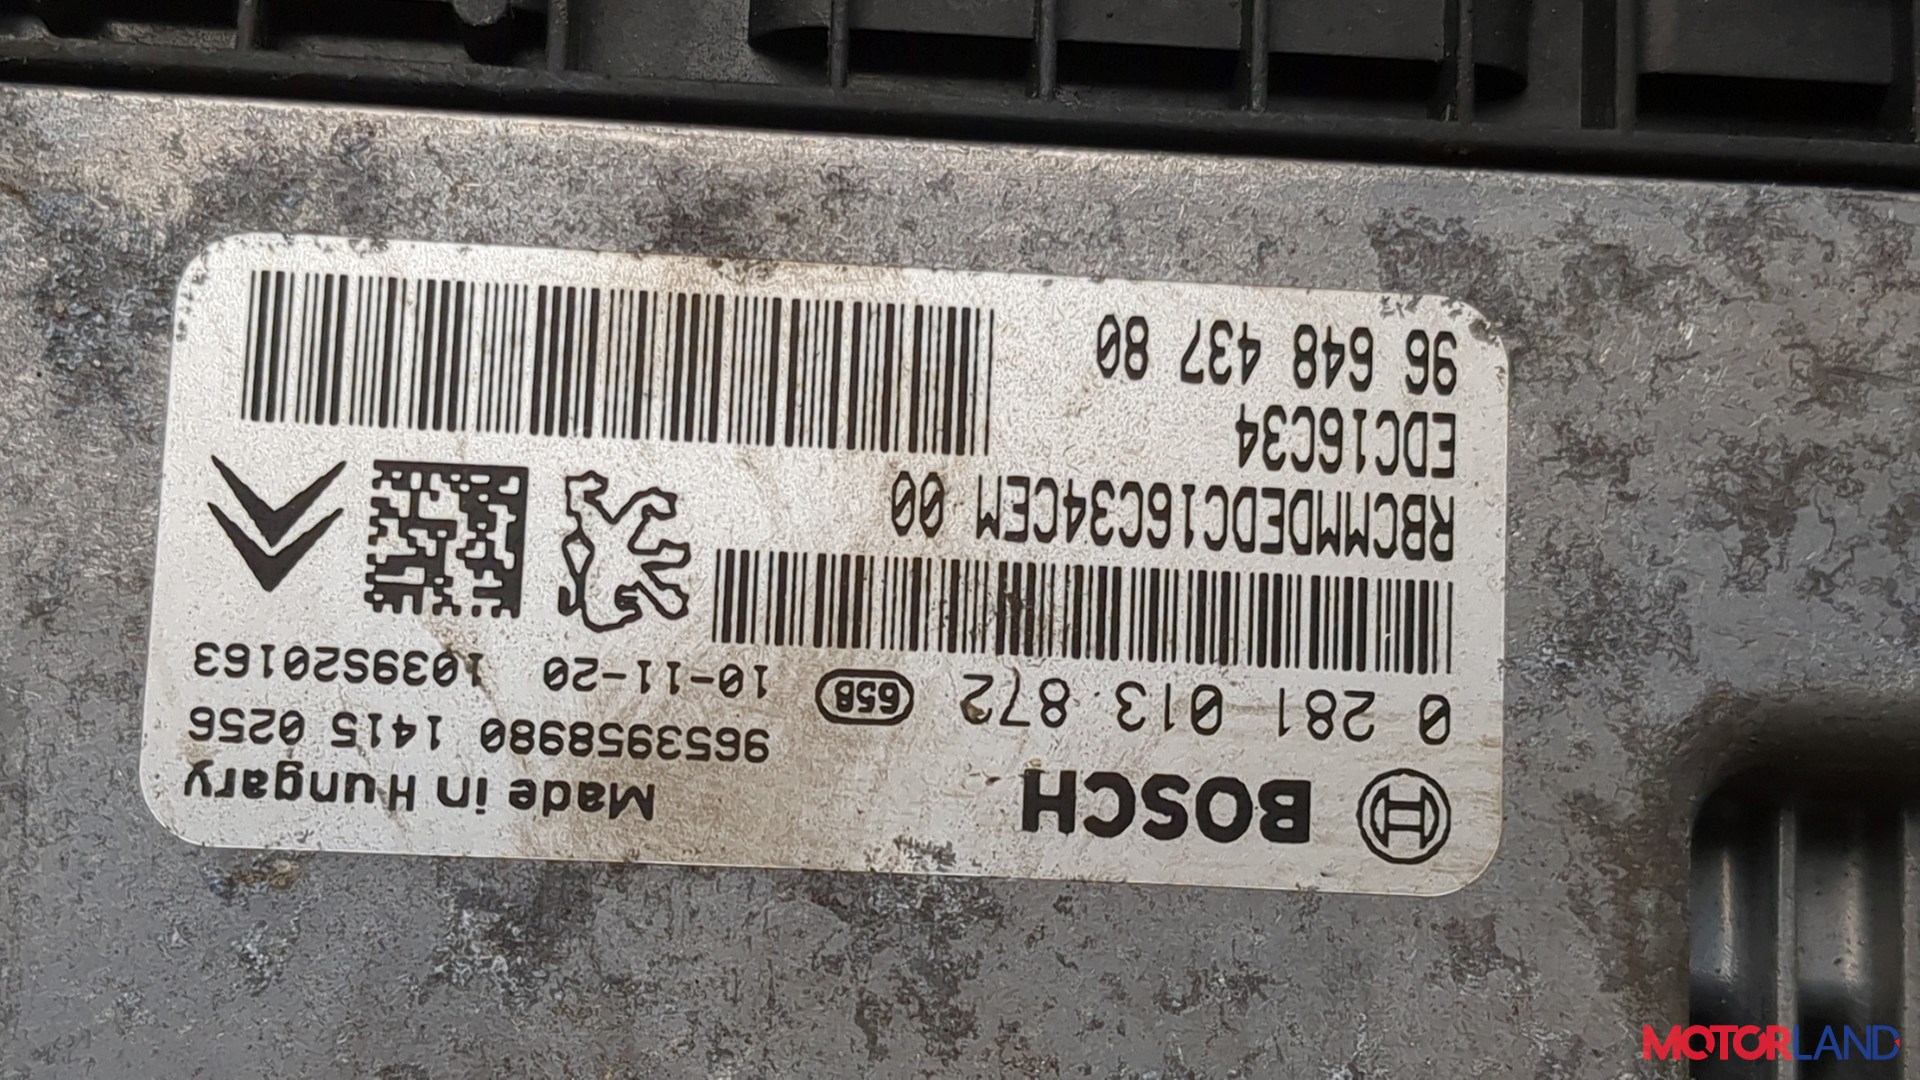 BOSCH
Made in Hungary
9653958980 1415 0256
0 281 013 872
65B
10-11-20 1039S20163
RBCMMDEDC16C34CEM 00
EDC16C34
96 648 437 80
MOTORLAND